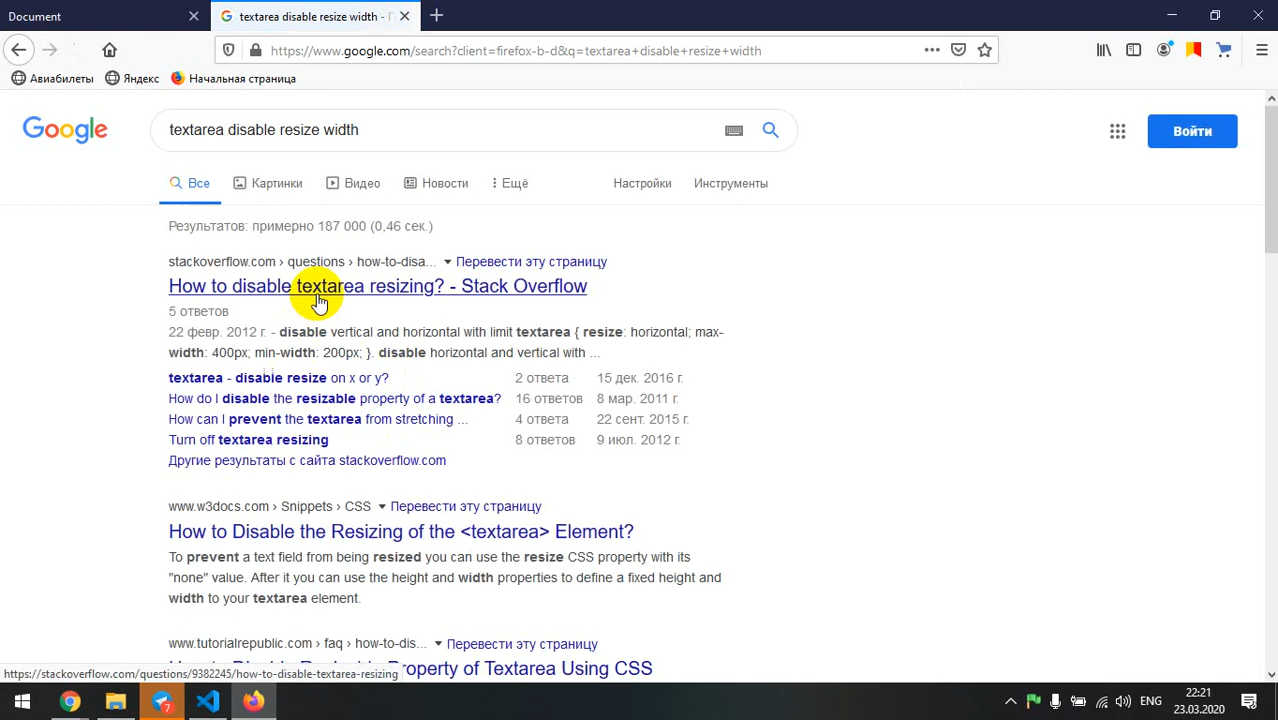 Document
textarea disable resize width - П
https://www.google.com/search?client=firefox-b-d&q=textarea+disable+resize+width
Авиабилеты
Яндекс
Начальная страница
Google
textarea disable resize width
Войти
Все
Картинки
Видео
Новости
Ещё
Настройки
Инструменты
Результатов: примерно 187 000 (0,46 сек.)
stackoverflow.com › questions › how-to-disa... Перевести эту страницу
How to disable textarea resizing? - Stack Overflow
5 ответов
22 февр. 2012 г. - disable vertical and horizontal with limit textarea { resize: horizontal; max-
width: 400px; min-width: 200px; }. disable horizontal and vertical with ...
textarea - disable resize on x or y? 2 ответа 15 дек. 2016 г.
How do I disable the resizable property of a textarea? 16 ответов 8 мар. 2011 г.
How can I prevent the textarea from stretching ... 4 ответа 22 сент. 2015 г.
Turn off textarea resizing 8 ответов 9 июл. 2012 г.
Другие результаты с сайта stackoverflow.com
www.w3docs.com › Snippets › CSS Перевести эту страницу
How to Disable the Resizing of the <textarea> Element?
To prevent a text field from being resized you can use the resize CSS property with its
"none" value. After it you can use the height and width properties to define a fixed height and
width to your textarea element.
www.tutorialrepublic.com › faq › how-to-dis... Перевести эту страницу
Property of Textarea Using CSS
https://stackoverflow.com/questions/9382245/how-to-disable-textarea-resizing
7
ENG
22:21
23.03.2020